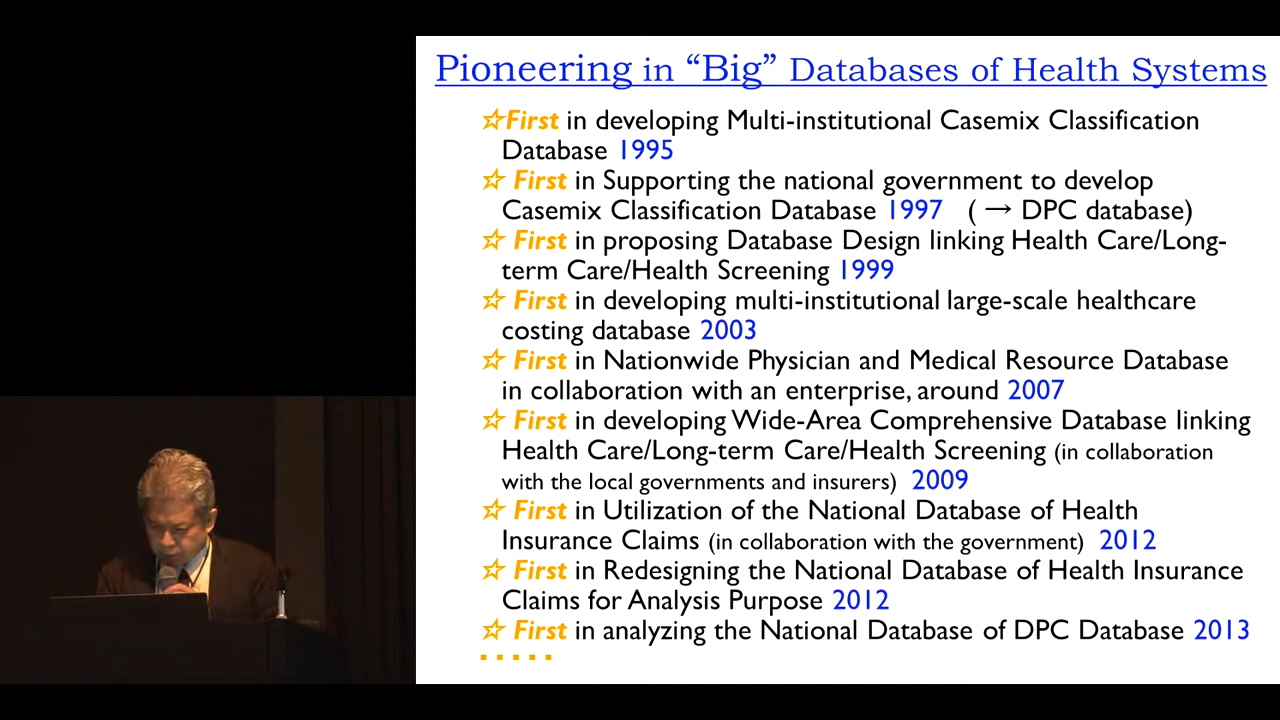 Pioneering in “Big” Databases of Health Systems
☆First in developing Multi-institutional Casemix Classification
Database 1995
☆ First in Supporting the national government to develop
Casemix Classification Database 1997 ( → DPC database)
☆ First in proposing Database Design linking Health Care/Long-
term Care/Health Screening 1999
☆ First in developing multi-institutional large-scale healthcare
costing database 2003
☆ First in Nationwide Physician and Medical Resource Database
in collaboration with an enterprise, around 2007
☆ First in developing Wide-Area Comprehensive Database linking
Health Care/Long-term Care/Health Screening (in collaboration
with the local governments and insurers) 2009
☆ First in Utilization of the National Database of Health
Insurance Claims (in collaboration with the government) 2012
☆ First in Redesigning the National Database of Health Insurance
Claims for Analysis Purpose 2012
☆ First in analyzing the National Database of DPC Database 2013
.....